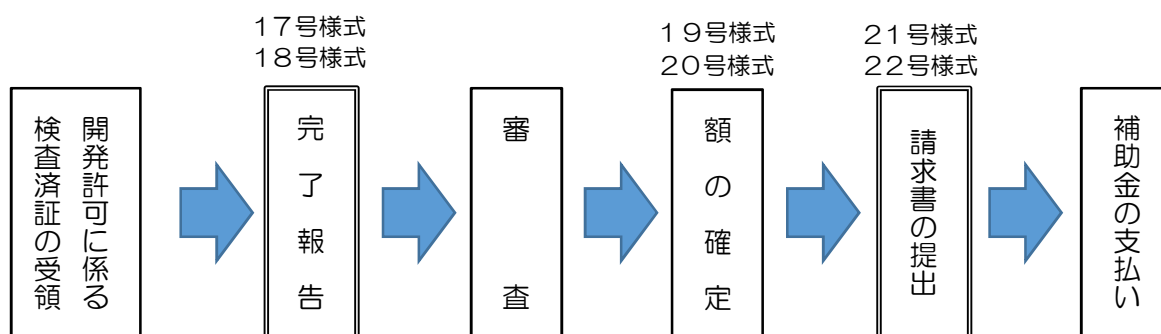 17号様式
18号様式
19号様式
20号様式
21号様式
22号様式
開発許可に係る
検査済証の受領
完了報告
審査
額の確定
請求書の提出
補助金の支払い